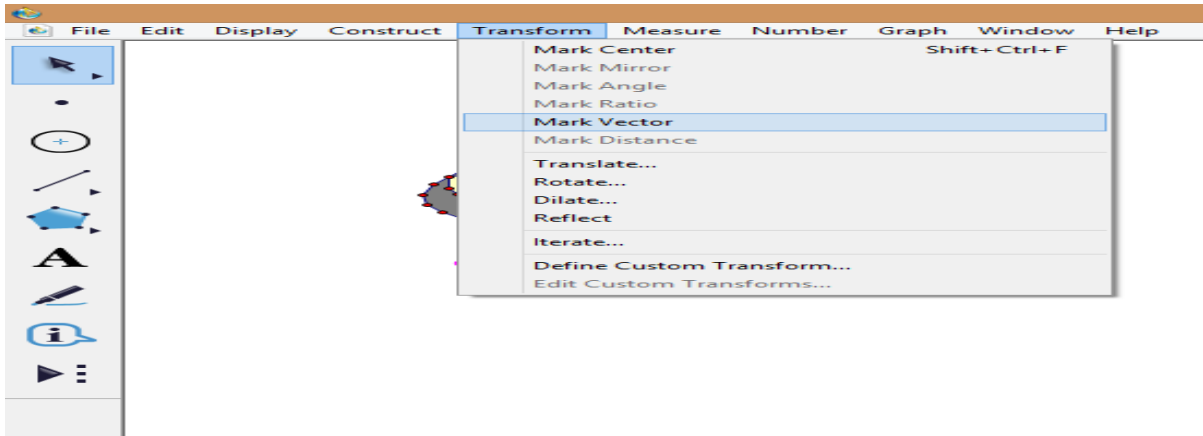 File Edit Display Construct Transform Measure Number Graph Window Help
Mark Center Shift+Ctrl+F
Mark Mirror
Mark Angle
Mark Ratio
Mark Vector
Mark Distance
Translate...
Rotate...
Dilate...
Reflect
Iterate...
Define Custom Transform...
Edit Custom Transforms...
A
i